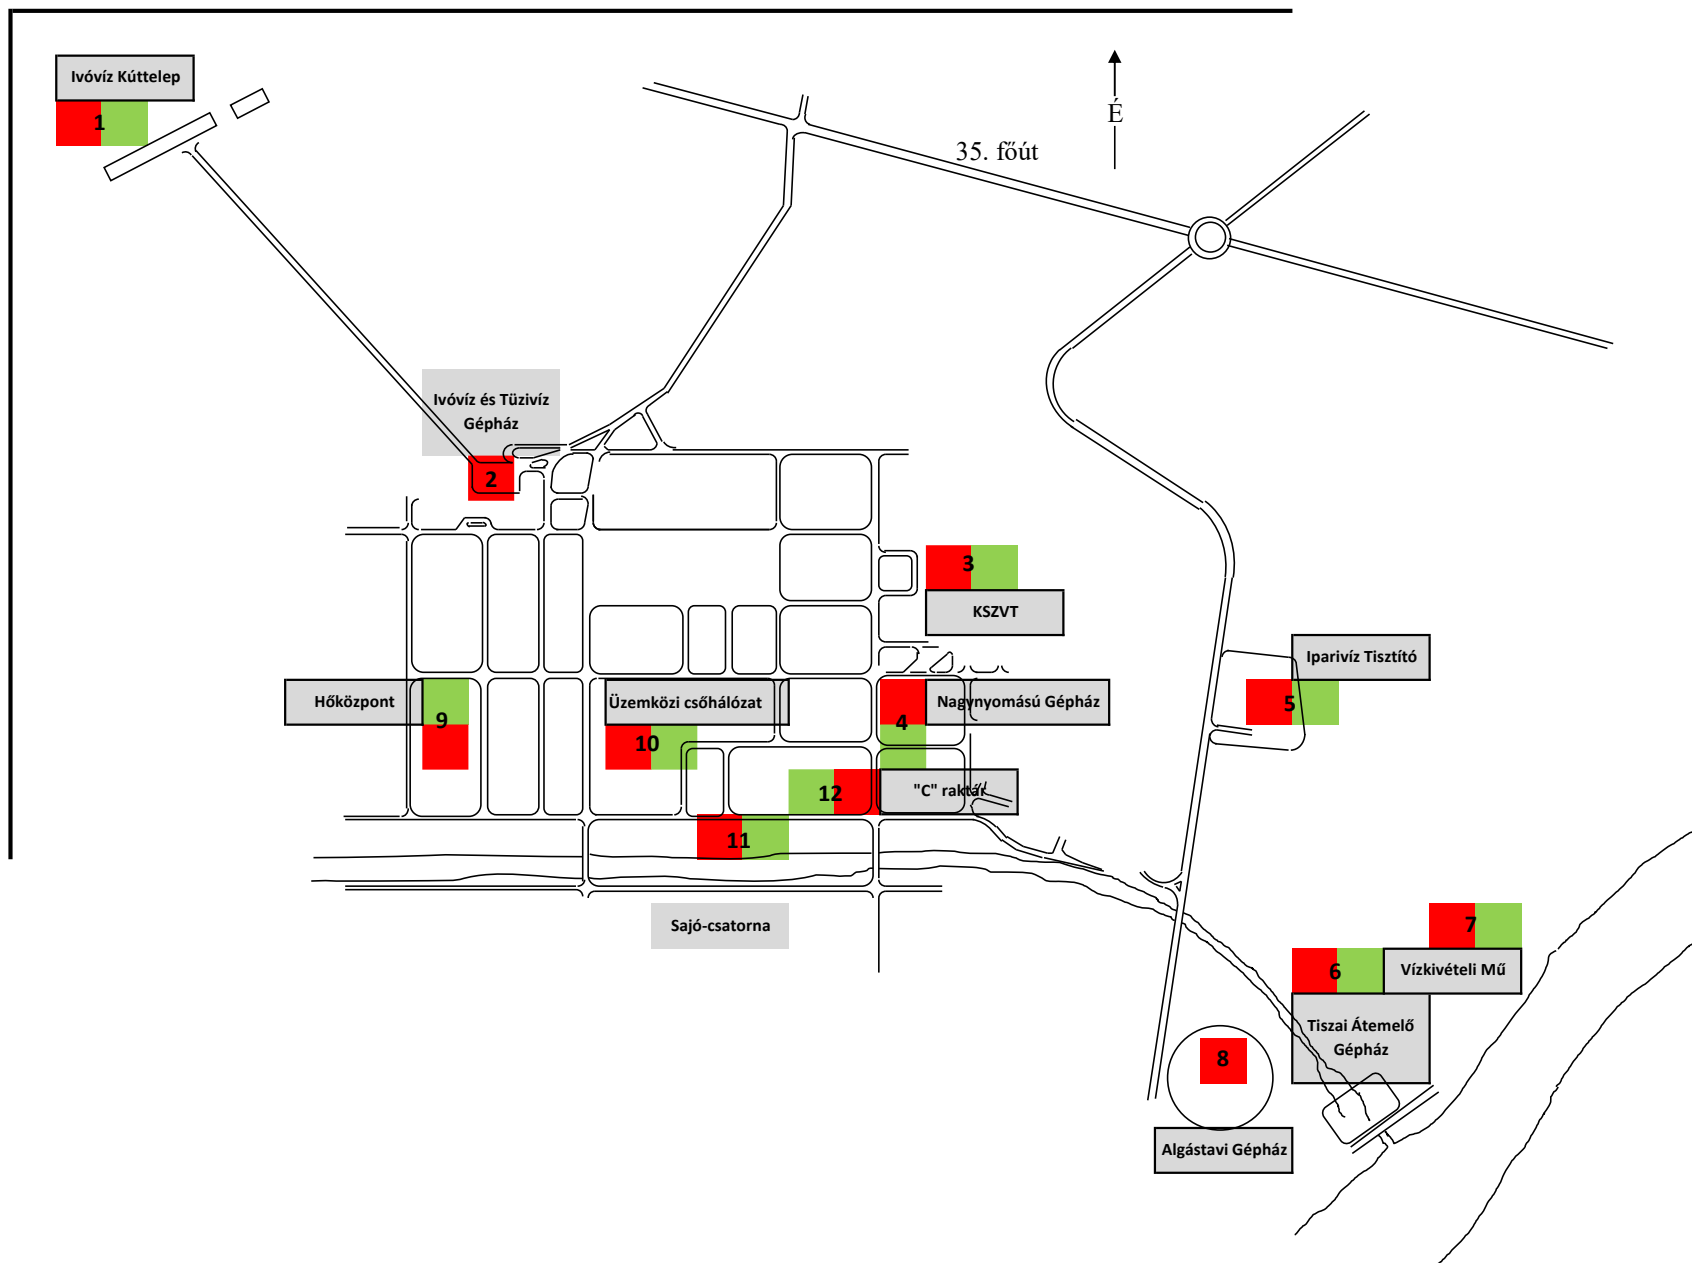 Ivóvíz Kúttelep
1
É
35. főút
Ivóvíz és Tüzivíz
Gépház
2
3
KSZVT
Iparivíz Tisztító
5
Hőközpont
9
Üzemközi csőhálózat
10
4
Nagynyomású Gépház
12
"C" raktár
11
Sajó-csatorna
7
6
Vízkivételi Mű
Tiszai Átemelő
Gépház
8
Algástavi Gépház